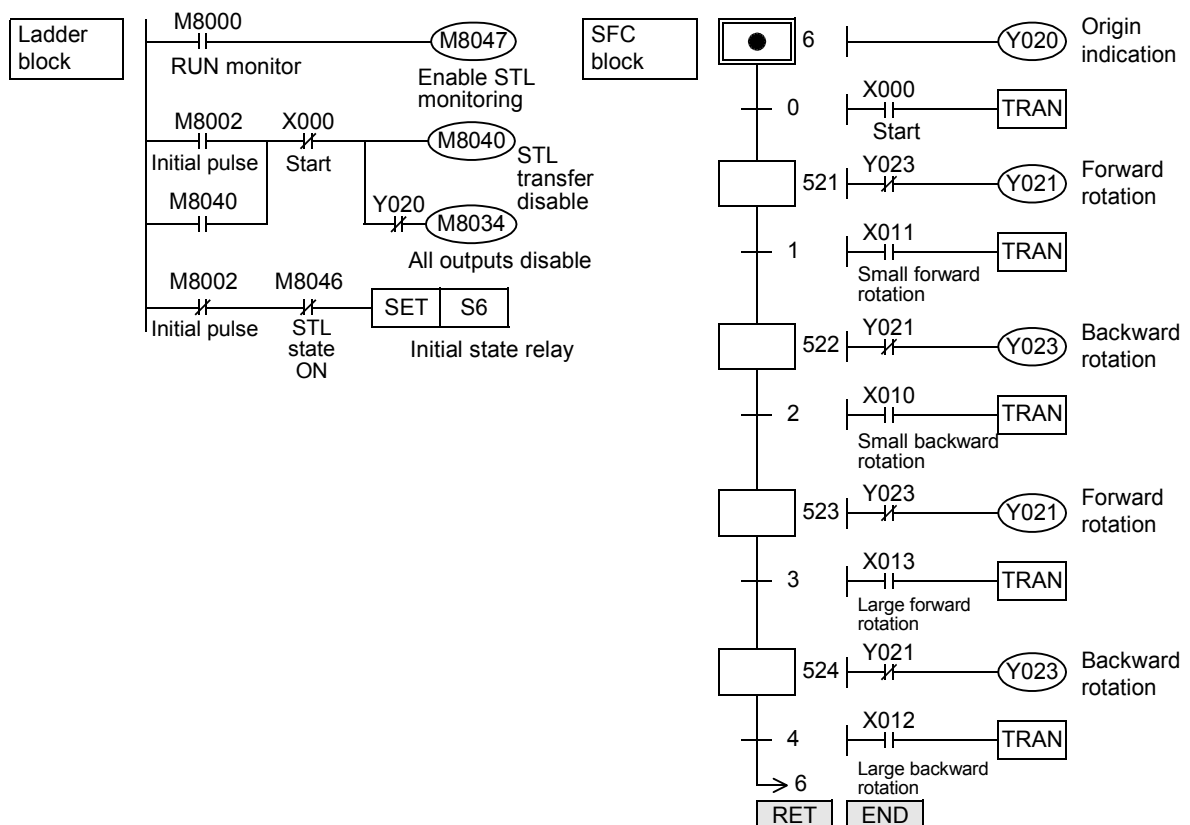 Ladder
block
M8000
RUN monitor
M8047
Enable STL
monitoring
M8002
Initial pulse
X000
Start
M8040
STL
transfer
disable
M8040
Y020
M8034
All outputs disable
M8002
Initial pulse
M8046
STL
state
ON
SET S6
Initial state relay
SFC
block
6
Y020
Origin
indication
0
X000
Start
TRAN
521
Y023
Y021
Forward
rotation
1
X011
Small forward
rotation
TRAN
522
Y021
Y023
Backward
rotation
2
X010
Small backward
rotation
TRAN
523
Y023
Y021
Forward
rotation
3
X013
Large forward
rotation
TRAN
524
Y021
Y023
Backward
rotation
4
X012
Large backward
rotation
TRAN
6
RET END